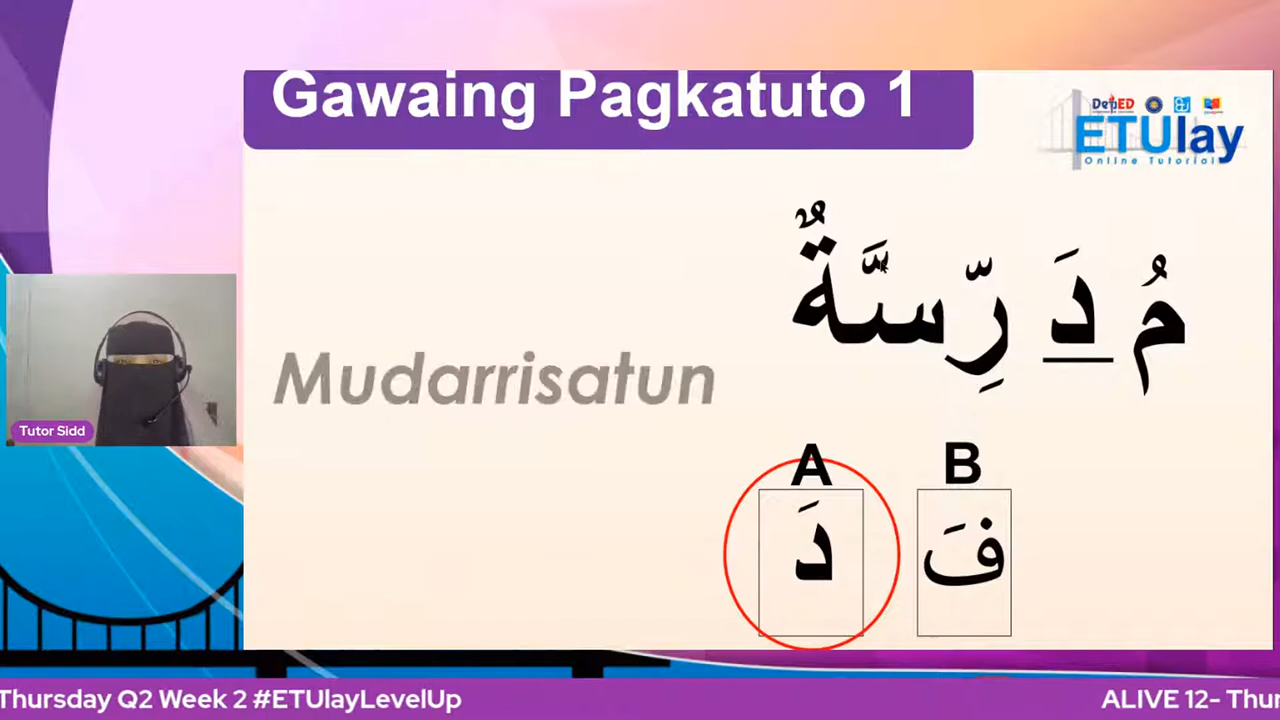 Gawaing Pagkatuto 1
DepED
ETUlay
Online Tutorial
مُ دَ رِّسَّةٌ
Mudarrisatun
A
B
دَ
فَ
Tutor Sidd
Thursday Q2 Week 2 #ETUlayLevelUp
ALIVE 12- Thur